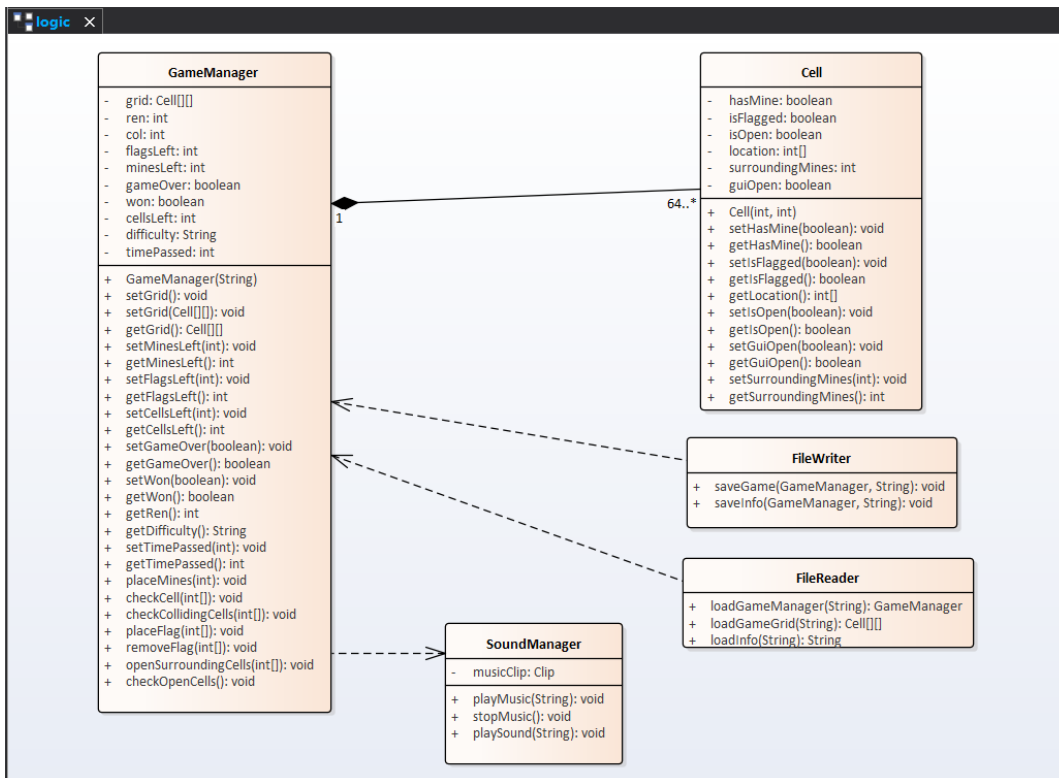 logic
GameManager
- grid: Cell[][]
- ren: int
- col: int
- flagsLeft: int
- minesLeft: int
- gameOver: boolean
- won: boolean
- cellsLeft: int
- difficulty: String
- timePassed: int
+ GameManager(String)
+ setGrid(): void
+ setGrid(Cell[][]): void
+ getGrid(): Cell[][]
+ setMinesLeft(int): void
+ getMinesLeft(): int
+ setFlagsLeft(int): void
+ getFlagsLeft(): int
+ setCellsLeft(int): void
+ getCellsLeft(): int
+ setGameOver(boolean): void
+ getGameOver(): boolean
+ setWon(boolean): void
+ getWon(): boolean
+ getRen(): int
+ getDifficulty(): String
+ setTimePassed(int): void
+ getTimePassed(): int
+ placeMines(int): void
+ checkCell(int[]): void
+ checkCollidingCells(int[]): void
+ placeFlag(int[]): void
+ removeFlag(int[]): void
+ openSurroundingCells(int[]): void
+ checkOpenCells(): void
1
64..*
Cell
- hasMine: boolean
- isFlagged: boolean
- isOpen: boolean
- location: int[]
- surroundingMines: int
- guiOpen: boolean
+ Cell(int, int)
+ setHasMine(boolean): void
+ getHasMine(): boolean
+ setIsFlagged(boolean): void
+ getIsFlagged(): boolean
+ getLocation(): int[]
+ setIsOpen(boolean): void
+ getIsOpen(): boolean
+ setGuiOpen(boolean): void
+ getGuiOpen(): boolean
+ setSurroundingMines(int): void
+ getSurroundingMines(): int
FileWriter
+ saveGame(GameManager, String): void
+ saveInfo(GameManager, String): void
FileReader
+ loadGameManager(String): GameManager
+ loadGameGrid(String): Cell[][]
+ loadInfo(String): String
SoundManager
- musicClip: Clip
+ playMusic(String): void
+ stopMusic(): void
+ playSound(String): void